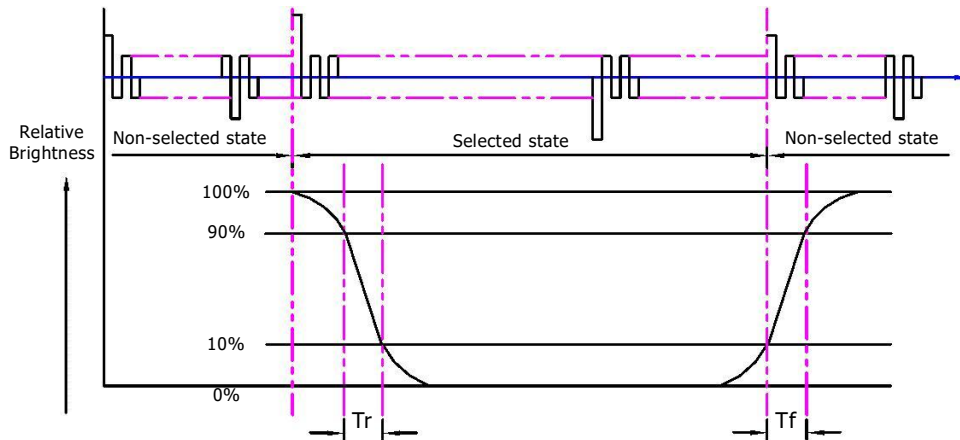 Relative
Brightness
Non-selected state
Selected state
Non-selected state
100%
90%
10%
0%
Tr
Tf